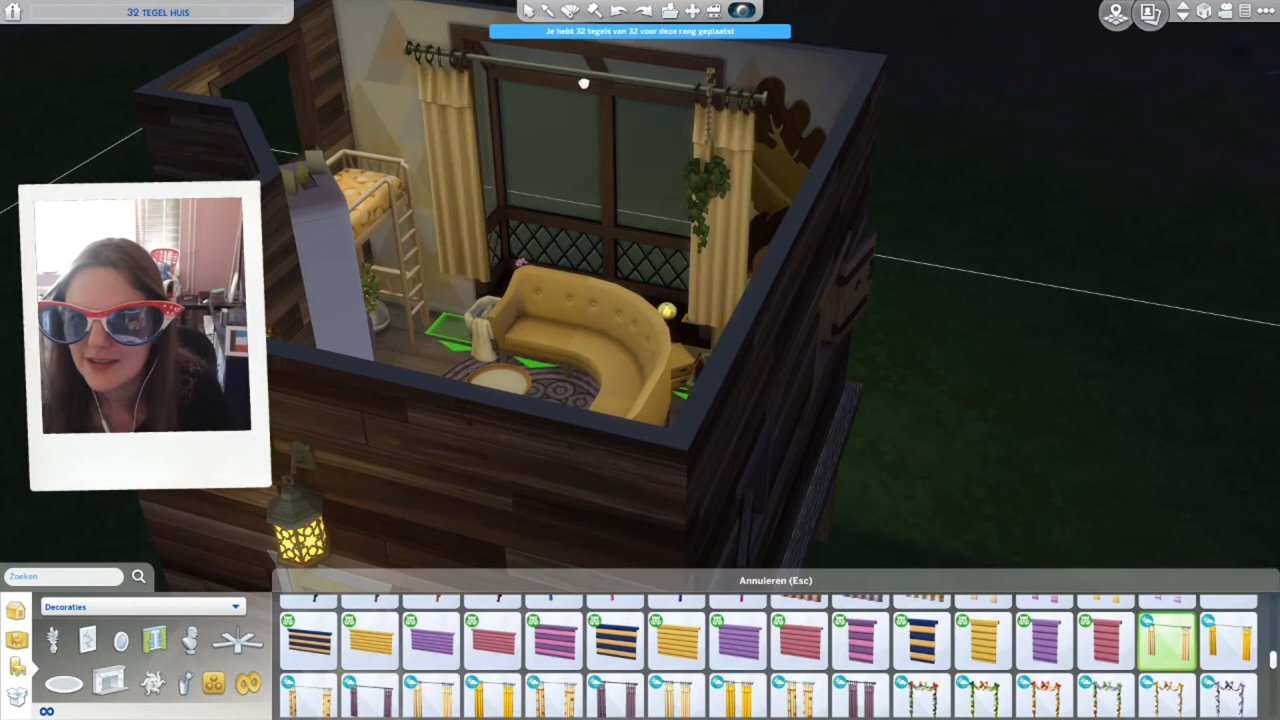 32 TEGEL HUIS
Je hebt 32 tegels van 32 voor deze rang geplaatst
Annuleren (Esc)
Zoeken
Decoraties